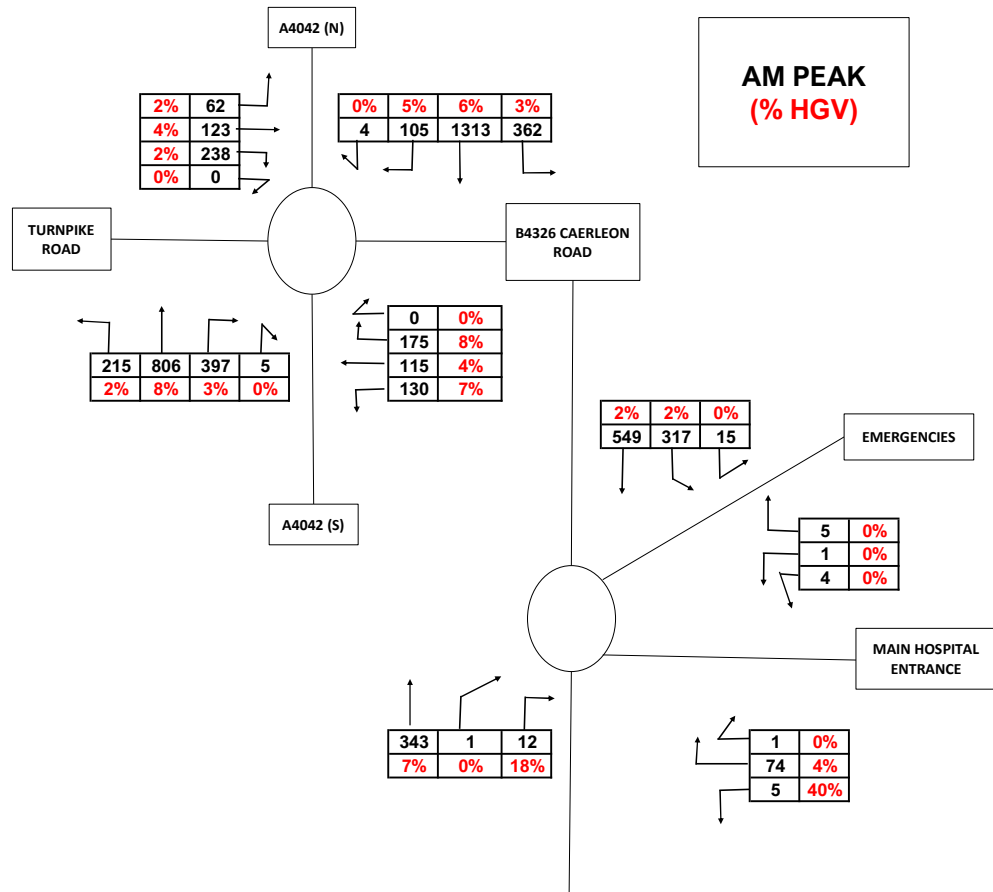 A4042 (N)
AM PEAK
(% HGV)
2% 62
4% 123
2% 238
0% 0
0% 5% 6% 3%
4 105 1313 362
TURNPIKE
ROAD
B4326 CAERLEON
ROAD
215 806 397 5
2% 8% 3% 0%
0 0%
175 8%
115 4%
130 7%
A4042 (S)
2% 2% 0%
549 317 15
EMERGENCIES
5 0%
1 0%
4 0%
MAIN HOSPITAL
ENTRANCE
343 1 12
7% 0% 18%
1 0%
74 4%
5 40%